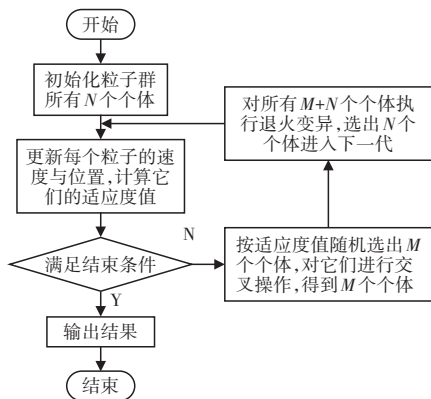 开始
初始化粒子群
所有N个个体
更新每个粒子的速
度与位置,计算它
们的适应度值
满足结束条件
N
Y
输出结果
结束
按适应度值随机选出M
个个体,对它们进行交
叉操作,得到M个个体
对所有M+N个个体执
行退火变异,选出N个
个体进入下一代